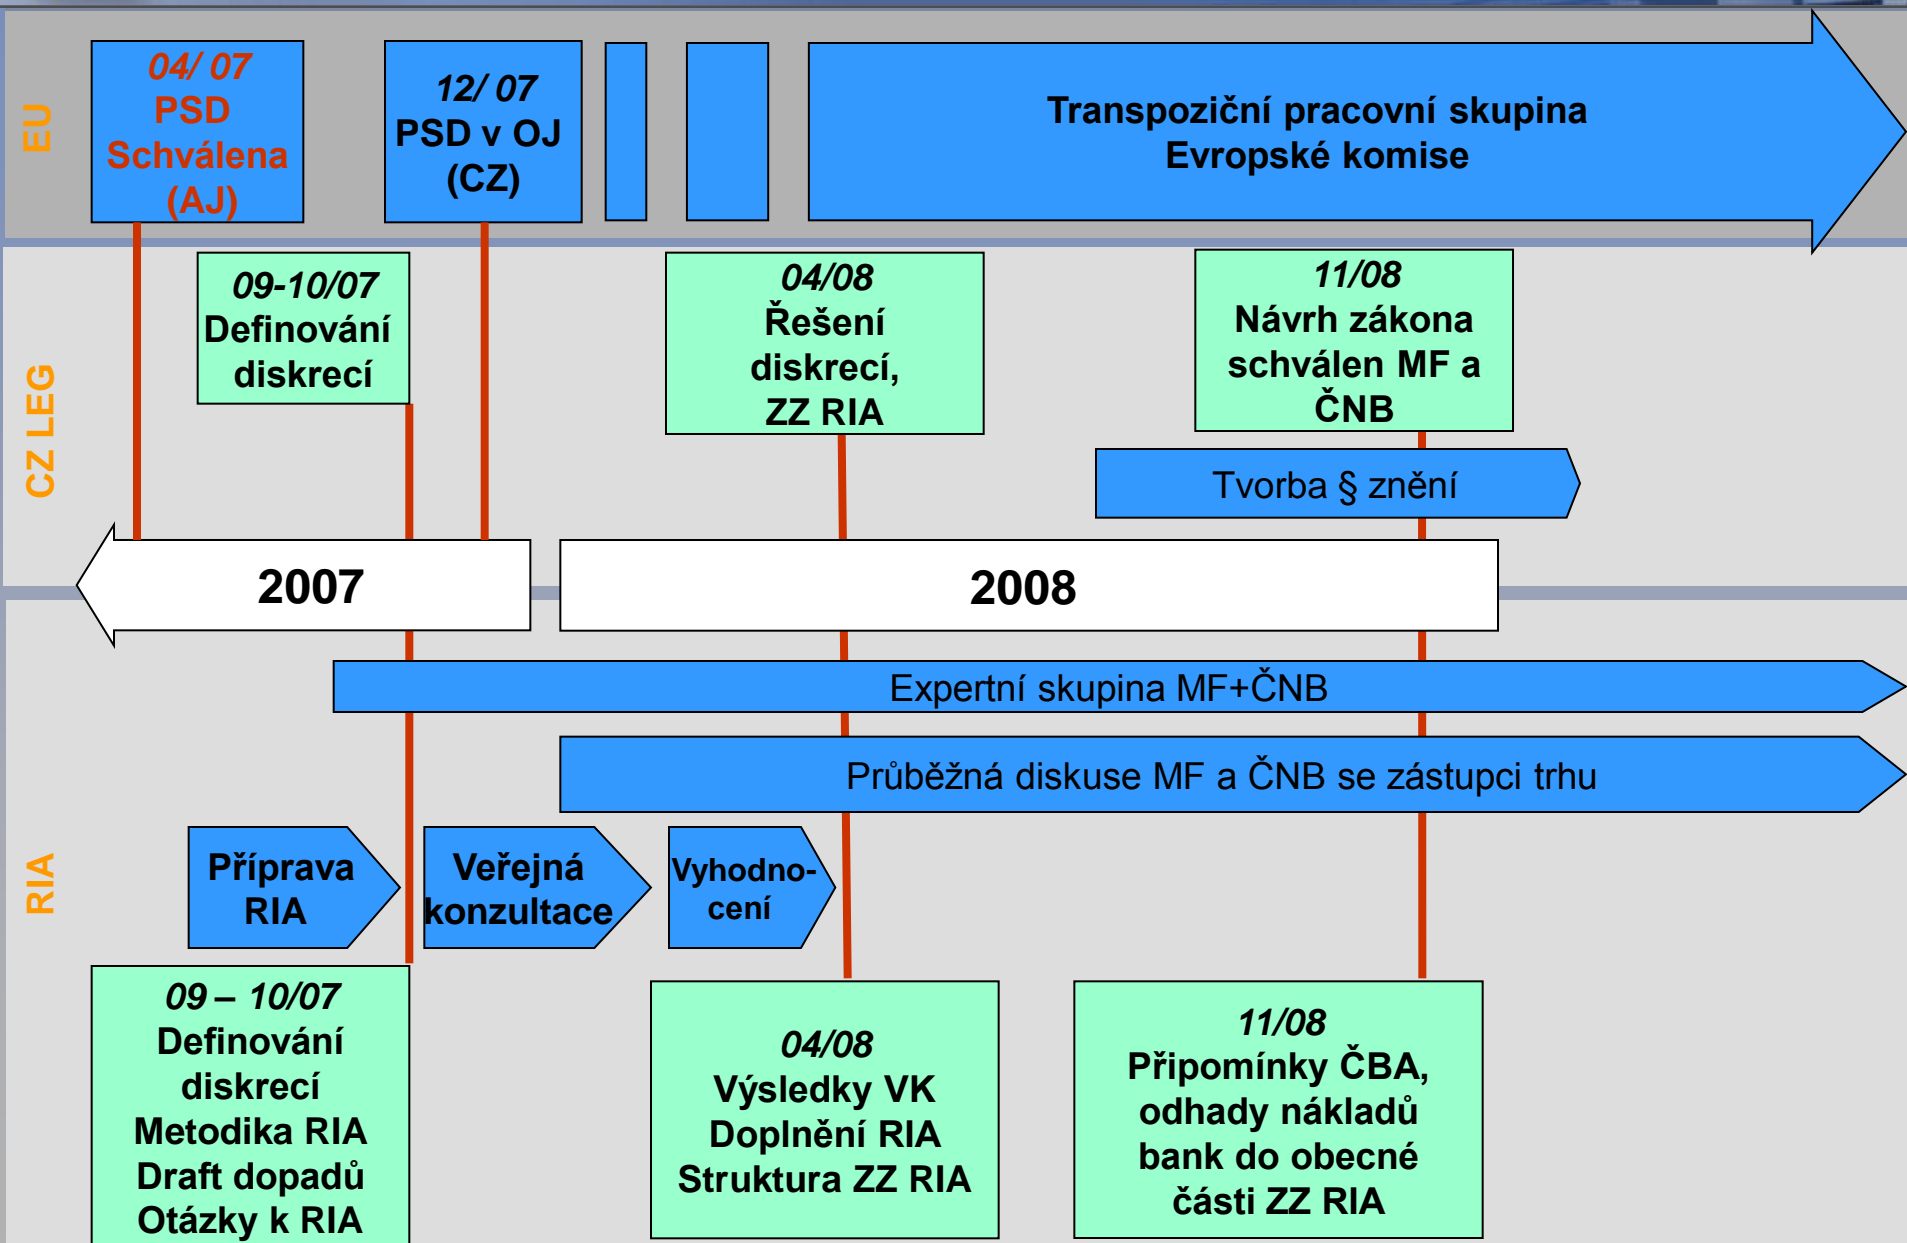 EU
04/ 07
PSD
Schválena
(AJ)
12/ 07
PSD v OJ
(CZ)
Transpoziční pracovní skupina
Evropské komise
CZ LEG
09-10/07
Definování
diskrecí
04/08
Řešení
diskrecí,
ZZ RIA
11/08
Návrh zákona
schválen MF a
ČNB
Tvorba § znění
2007
2008
RIA
Expertní skupina MF+ČNB
Průběžná diskuse MF a ČNB se zástupci trhu
Příprava
RIA
Veřejná
konzultace
Vyhodno-
cení
09 – 10/07
Definování
diskrecí
Metodika RIA
Draft dopadů
Otázky k RIA
04/08
Výsledky VK
Doplnění RIA
Struktura ZZ RIA
11/08
Připomínky ČBA,
odhady nákladů
bank do obecné
části ZZ RIA